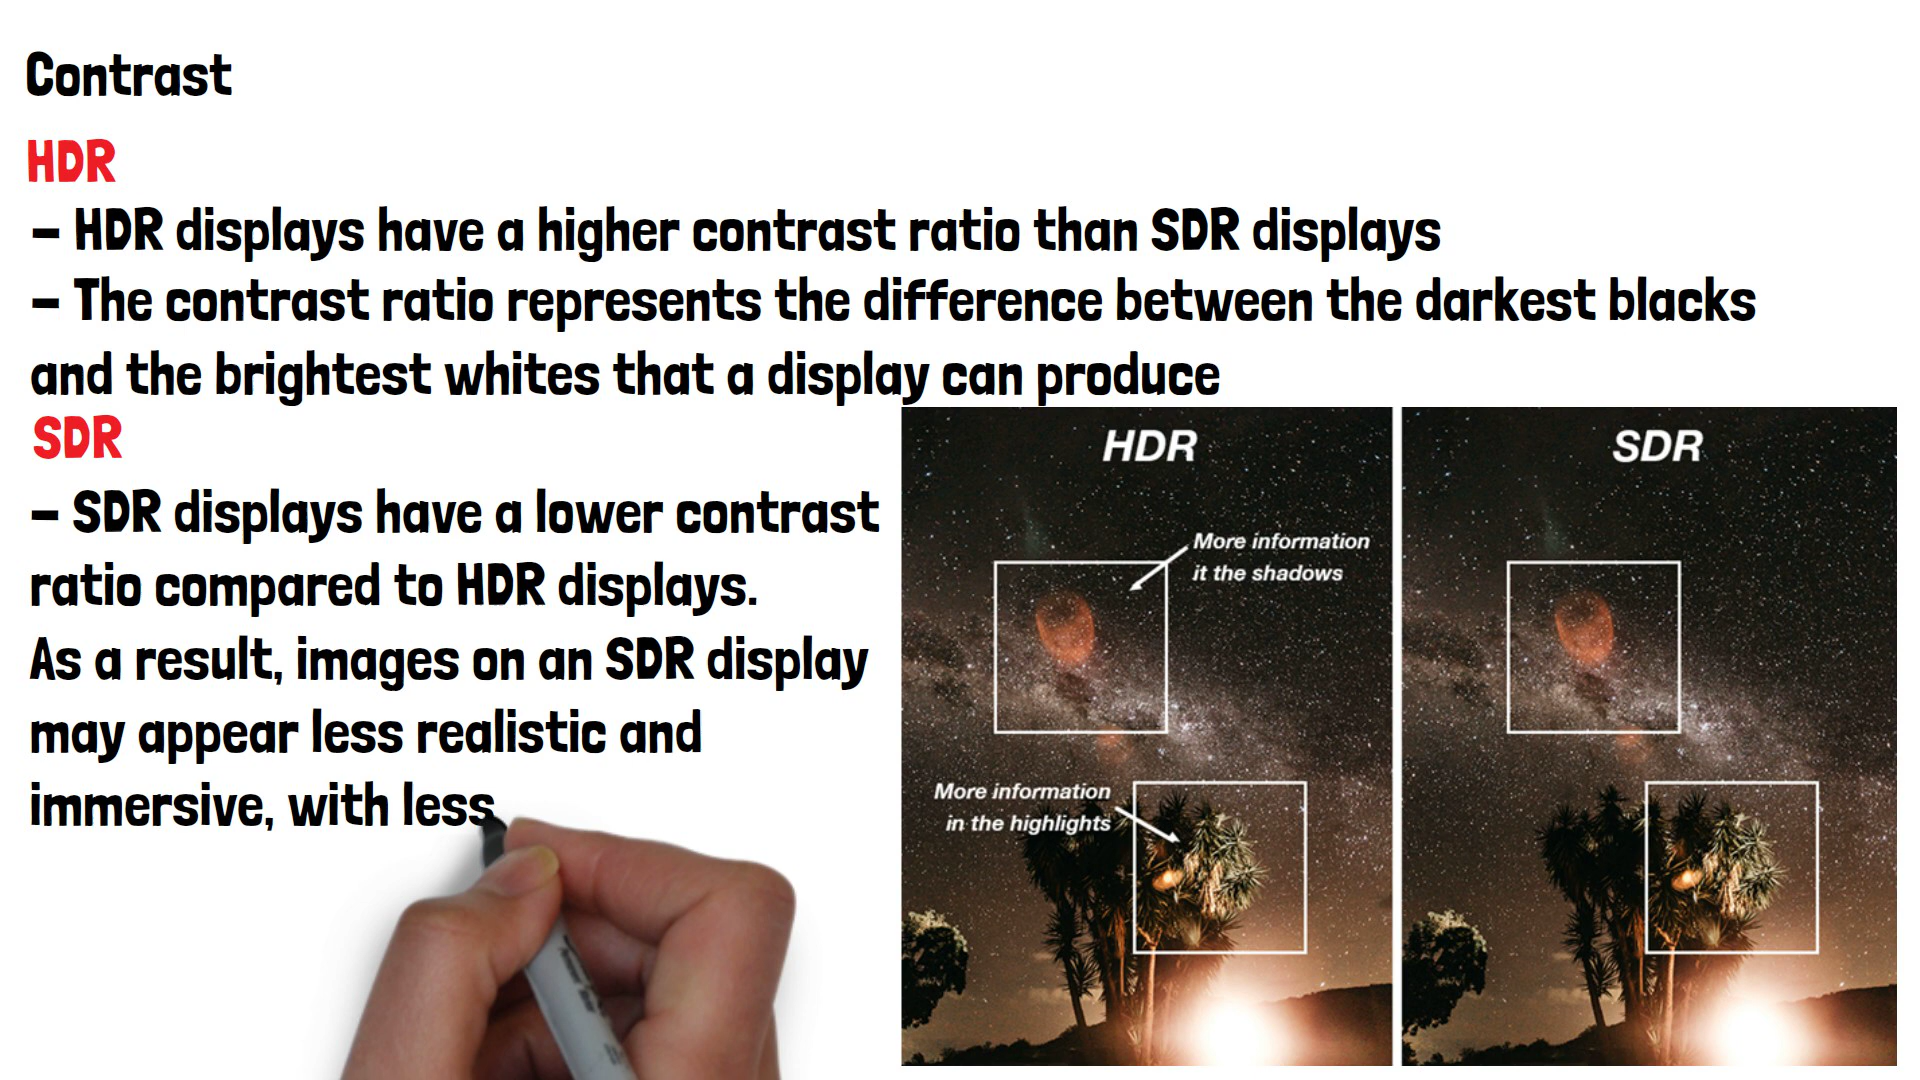 Contrast
HDR
– HDR displays have a higher contrast ratio than SDR displays
– The contrast ratio represents the difference between the darkest blacks
and the brightest whites that a display can produce
SDR
– SDR displays have a lower contrast
ratio compared to HDR displays.
As a result, images on an SDR display
may appear less realistic and
immersive, with less
HDR
More information
it the shadows
More information
in the highlights
SDR